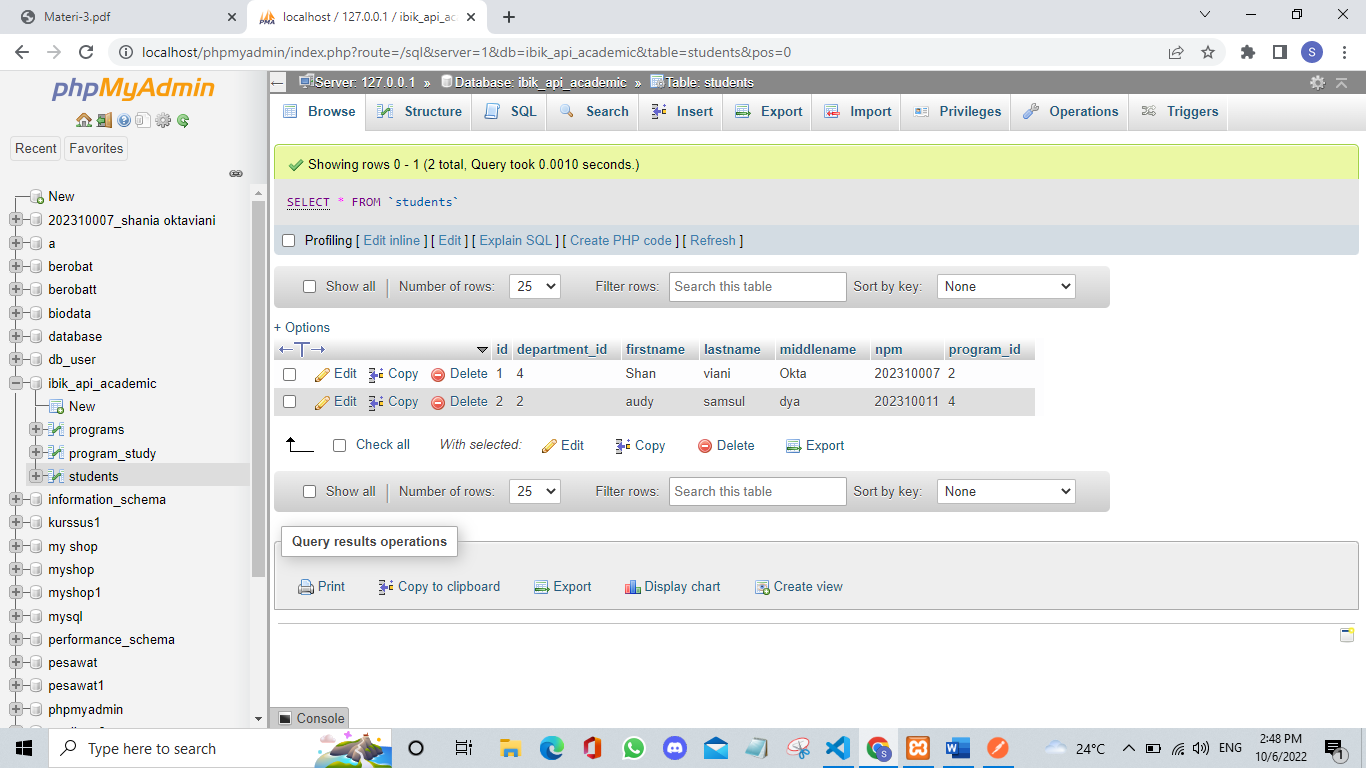 Materi-3.pdf
localhost / 127.0.0.1 / ibik_api_ac
localhost/phpmyadmin/index.php?route=/sql&server=1&db=ibik_api_academic&table=students&pos=0
S
phpMyAdmin
Recent Favorites
New
202310007_shania oktaviani
a
berobat
berobatt
biodata
database
db_user
ibik_api_academic
New
programs
program_study
students
information_schema
kurssus1
my shop
myshop
myshop1
mysql
performance_schema
pesawat
pesawat1
phpmyadmin
Server: 127.0.0.1 » Database: ibik_api_academic » Table: students
Browse Structure SQL Search Insert Export Import Privileges Operations Triggers
Showing rows 0 - 1 (2 total, Query took 0.0010 seconds.)
SELECT * FROM `students`
Profiling [ Edit inline ] [ Edit ] [ Explain SQL ] [ Create PHP code ] [ Refresh ]
Show all Number of rows: 25 Filter rows: Search this table Sort by key: None
+ Options
id department_id firstname lastname middlename npm program_id
Edit Copy Delete 1 4 Shan viani Okta 202310007 2
Edit Copy Delete 2 2 audy samsul dya 202310011 4
Check all With selected: Edit Copy Delete Export
Show all Number of rows: 25 Filter rows: Search this table Sort by key: None
Query results operations
Print Copy to clipboard Export Display chart Create view
Console
Type here to search
24°C ENG
2:48 PM
10/6/2022
1